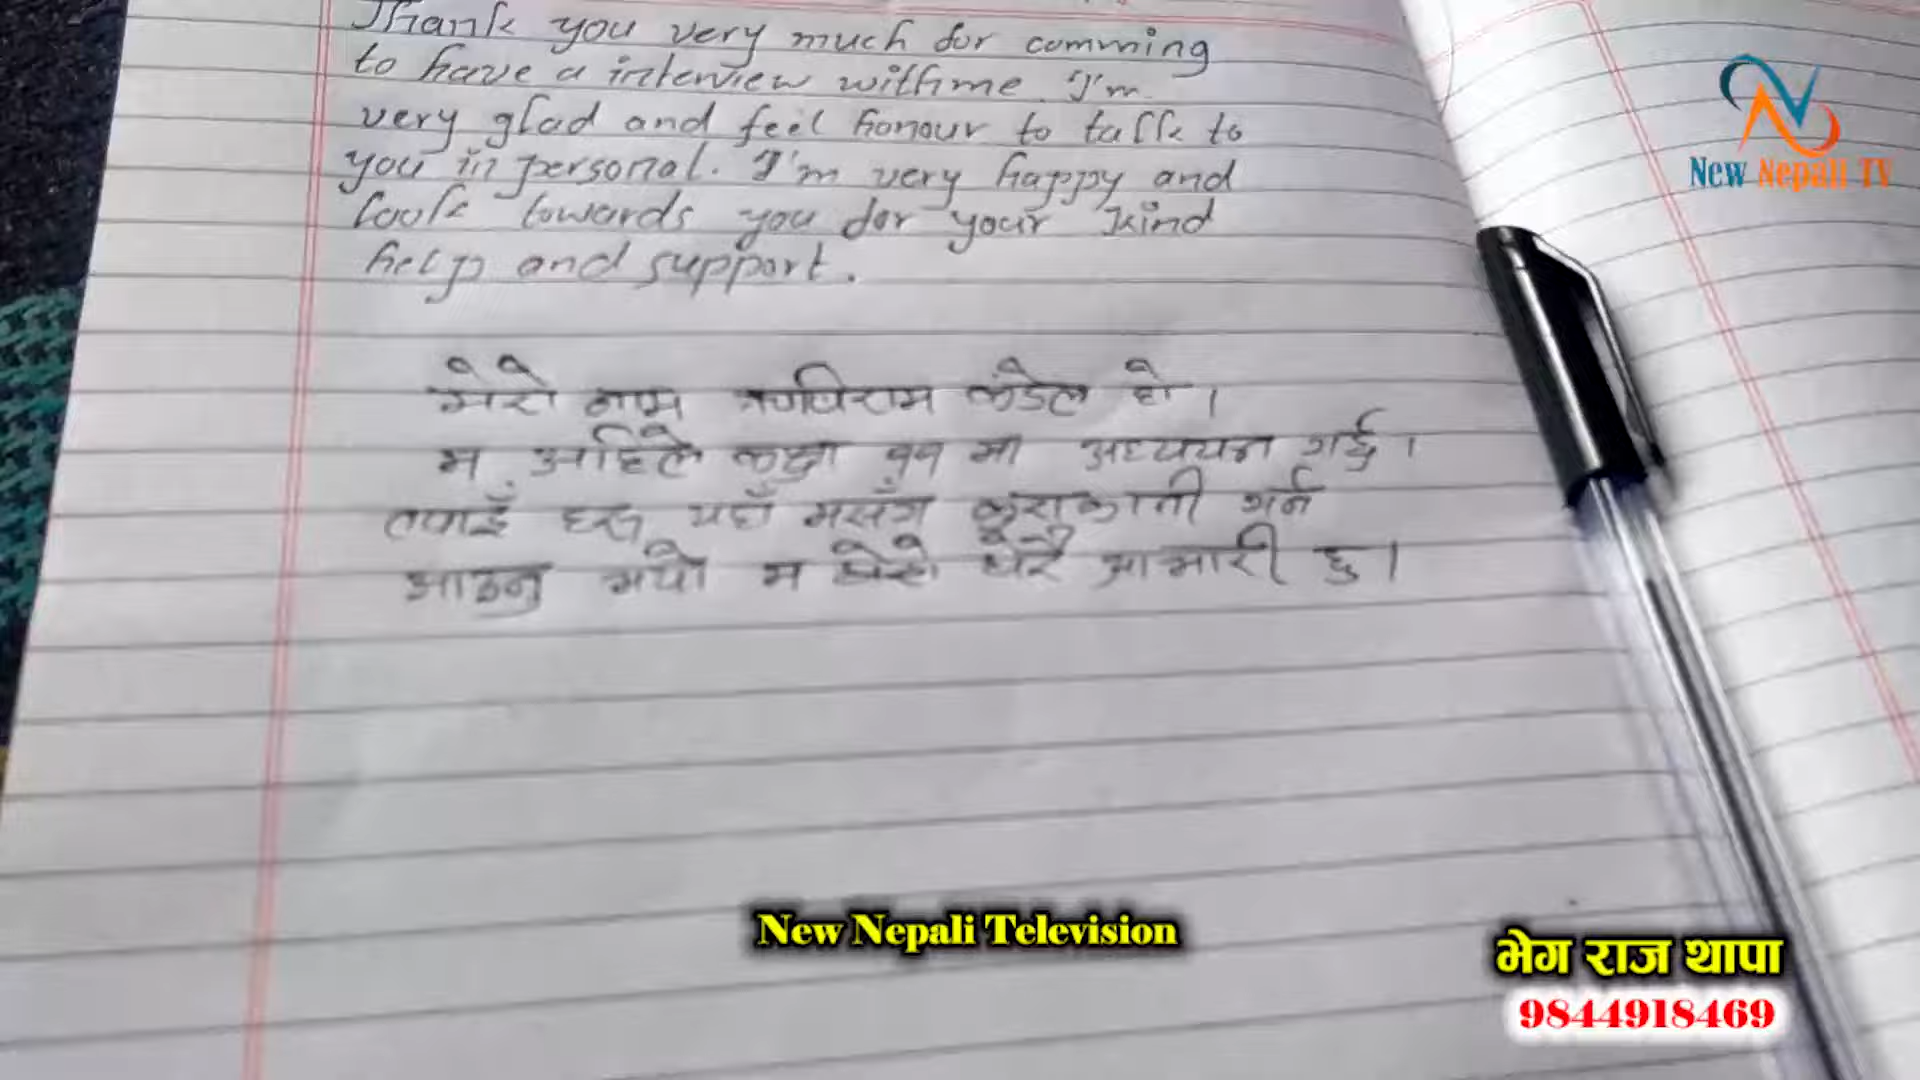 Thank you very much for comming
to have a interview withme. I'm
very glad and feel honour to talk to
you in personal. I'm very happy and
look towards you for your kind
help and support.
मेरो नाम कंडेल हो ।
म अहिले कक्षा ११ मा अध्ययन गर्दछु ।
तपाईँ यहाँ मसँग कुराकानी गर्न
आउनु भयो म धेरै आभारी छु ।
New Nepali TV
New Nepali Television
भेग राज थापा
9844918469